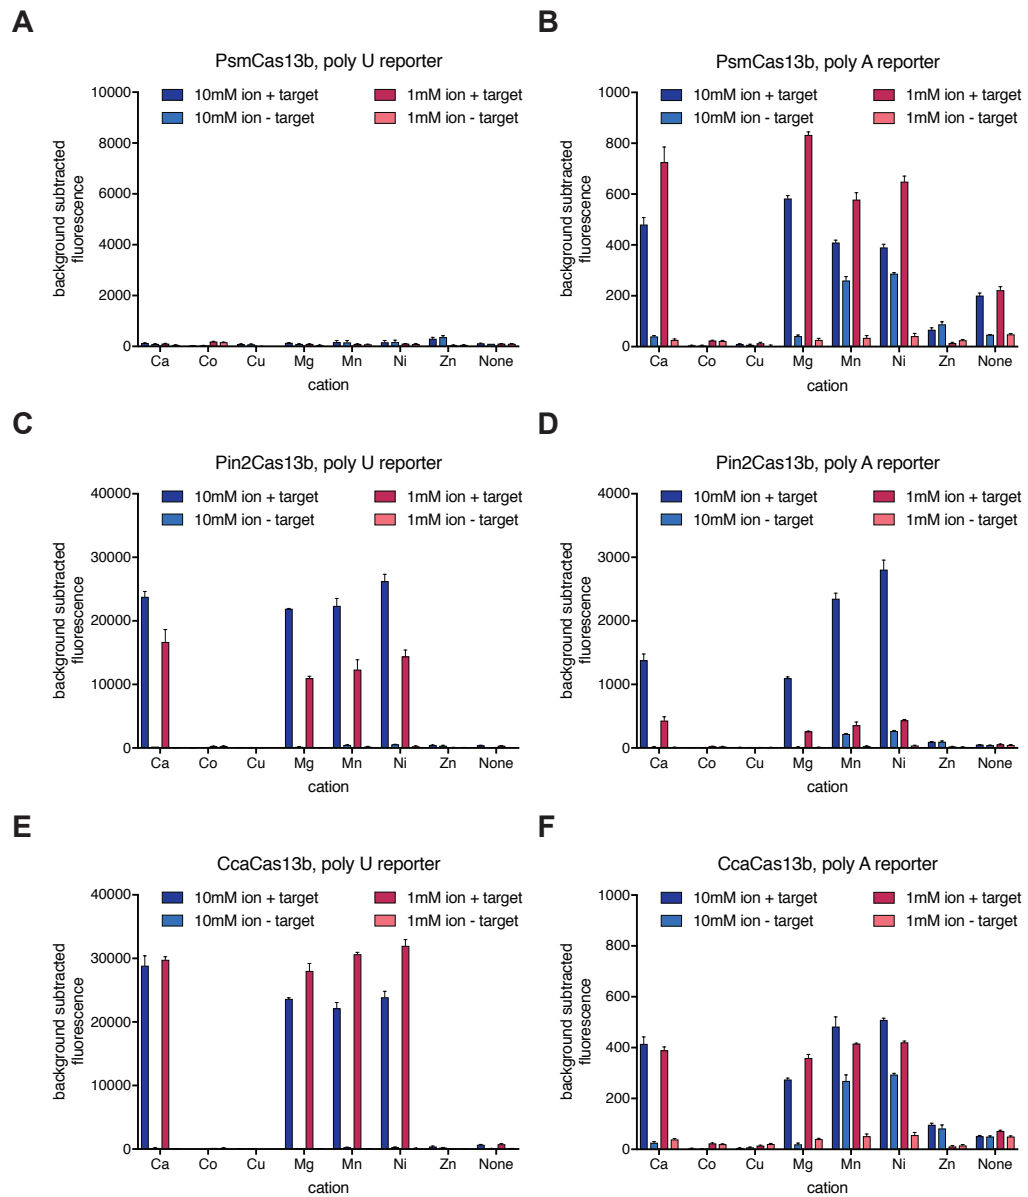 A
PsmCas13b, poly U reporter
10mM ion + target
1mM ion + target
10mM ion - target
1mM ion - target
background subtracted
fluorescence
10000
8000
6000
4000
2000
0
Ca Co Cu Mg Mn Ni Zn None
cation
B
PsmCas13b, poly A reporter
10mM ion + target
1mM ion + target
10mM ion - target
1mM ion - target
background subtracted
fluorescence
1000
800
600
400
200
0
Ca Co Cu Mg Mn Ni Zn None
cation
C
Pin2Cas13b, poly U reporter
10mM ion + target
1mM ion + target
10mM ion - target
1mM ion - target
background subtracted
fluorescence
40000
30000
20000
10000
0
Ca Co Cu Mg Mn Ni Zn None
cation
D
Pin2Cas13b, poly A reporter
10mM ion + target
1mM ion + target
10mM ion - target
1mM ion - target
background subtracted
fluorescence
4000
3000
2000
1000
0
Ca Co Cu Mg Mn Ni Zn None
cation
E
CcaCas13b, poly U reporter
10mM ion + target
1mM ion + target
10mM ion - target
1mM ion - target
background subtracted
fluorescence
40000
30000
20000
10000
0
Ca Co Cu Mg Mn Ni Zn None
cation
F
CcaCas13b, poly A reporter
10mM ion + target
1mM ion + target
10mM ion - target
1mM ion - target
background subtracted
fluorescence
1000
800
600
400
200
0
Ca Co Cu Mg Mn Ni Zn None
cation